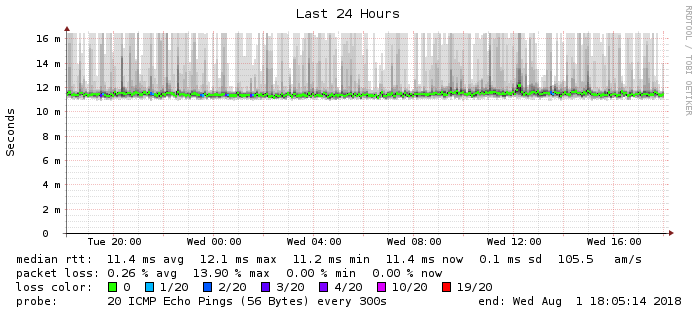 Last 24 Hours
RRDTOOL / TOBI OETIKER
Seconds
16 m
14 m
12 m
10 m
8 m
6 m
4 m
2 m
0
Tue 20:00 Wed 00:00 Wed 04:00 Wed 08:00 Wed 12:00 Wed 16:00
median rtt: 11.4 ms avg 12.1 ms max 11.2 ms min 11.4 ms now 0.1 ms sd 105.5 am/s
packet loss: 0.26 % avg 13.90 % max 0.00 % min 0.00 % now
loss color: 0 1/20 2/20 3/20 4/20 10/20 19/20
probe: 20 ICMP Echo Pings (56 Bytes) every 300s end: Wed Aug 1 18:05:14 2018